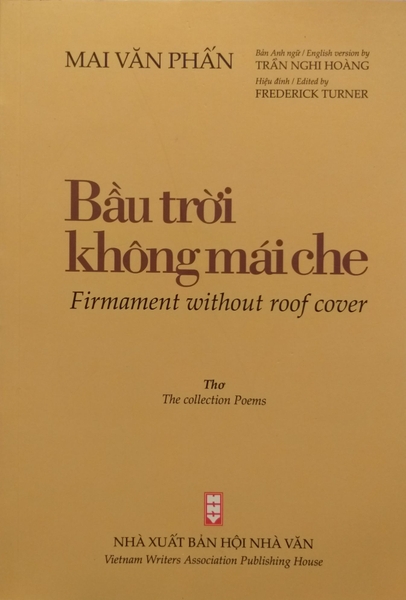 MAI VĂN PHẤN
Bản Anh ngữ / English version by
TRẦN NGHI HOÀNG
Hiệu đính / Edited by
FREDERICK TURNER
Bầu trời
không mái che
Firmament without roof cover
Thơ
The collection Poems
NHÀ XUẤT BẢN HỘI NHÀ VĂN
Vietnam Writers Association Publishing House